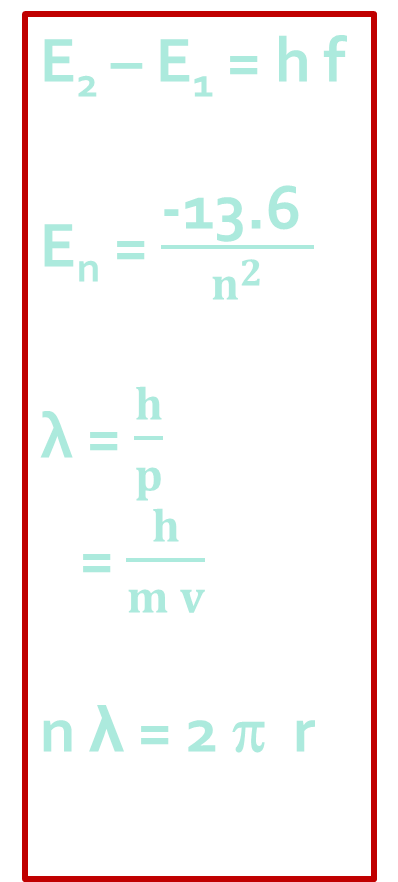 E₂ – E₁ = h f
Eₙ = -13.6 / n²
λ = h / p
= h / m v
n λ = 2 π r